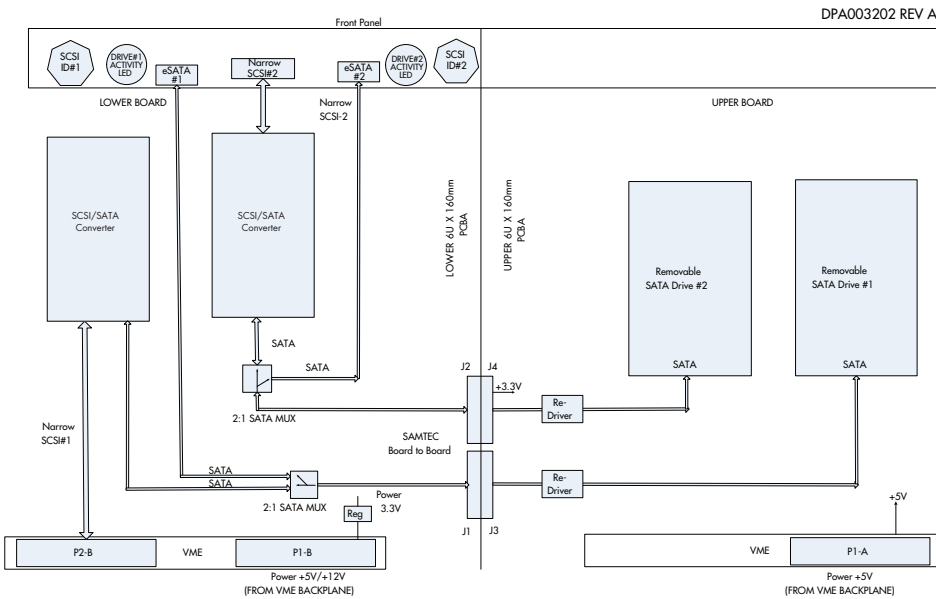 DPA003202 REV A
Front Panel
SCSI
ID#1
DRIVE#1
ACTIVITY
LED
eSATA
#1
Narrow
SCSI#2
eSATA
#2
DRIVE#2
ACTIVITY
LED
SCSI
ID#2
LOWER BOARD
Narrow
SCSI-2
UPPER BOARD
SCSI/SATA
Converter
SCSI/SATA
Converter
LOWER 6U X 160mm
PCBA
UPPER 6U X 160mm
PCBA
Removable
SATA Drive #2
SATA
Removable
SATA Drive #1
SATA
SATA
SATA
2:1 SATA MUX
J2
J4
+3.3V
Re-
Driver
Narrow
SCSI#1
SAMTEC
Board to Board
SATA
SATA
2:1 SATA MUX
Power
3.3V
Reg
J1
J3
Re-
Driver
+5V
P2-B
VME
P1-B
Power +5V/+12V
(FROM VME BACKPLANE)
VME
P1-A
Power +5V
(FROM VME BACKPLANE)